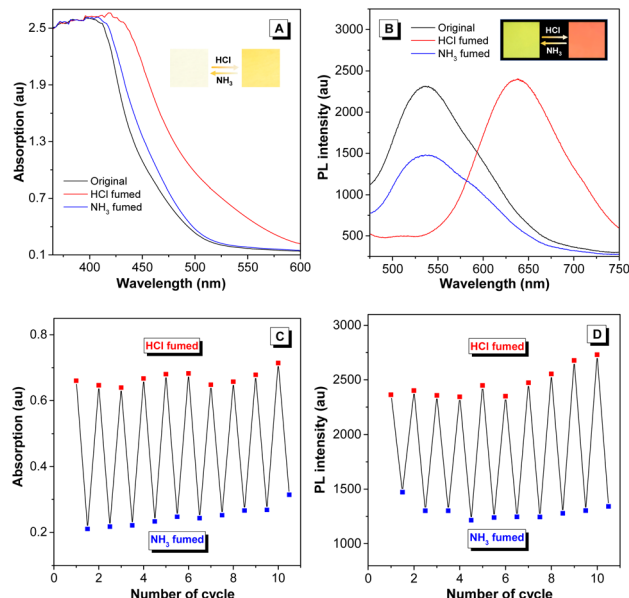 A
HCl
NH₃
Absorption (au)
2.5
1.9
1.3
0.7
0.1
Original
HCl fumed
NH₃ fumed
400 450 500 550 600
Wavelength (nm)
B
HCl
NH₃
PL intensity (au)
3000
2500
2000
1500
1000
500
Original
HCl fumed
NH₃ fumed
500 550 600 650 700 750
Wavelength (nm)
C
HCl fumed
NH₃ fumed
Absorption (au)
0.8
0.6
0.4
0.2
0 2 4 6 8 10
Number of cycle
D
HCl fumed
NH₃ fumed
PL intensity (au)
3000
2500
2000
1500
1000
0 2 4 6 8 10
Number of cycle